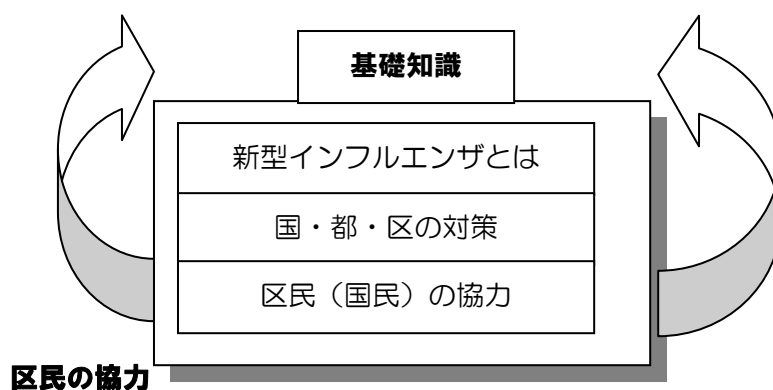 基礎知識
新型インフルエンザとは
国・都・区の対策
区民（国民）の協力
区民の協力